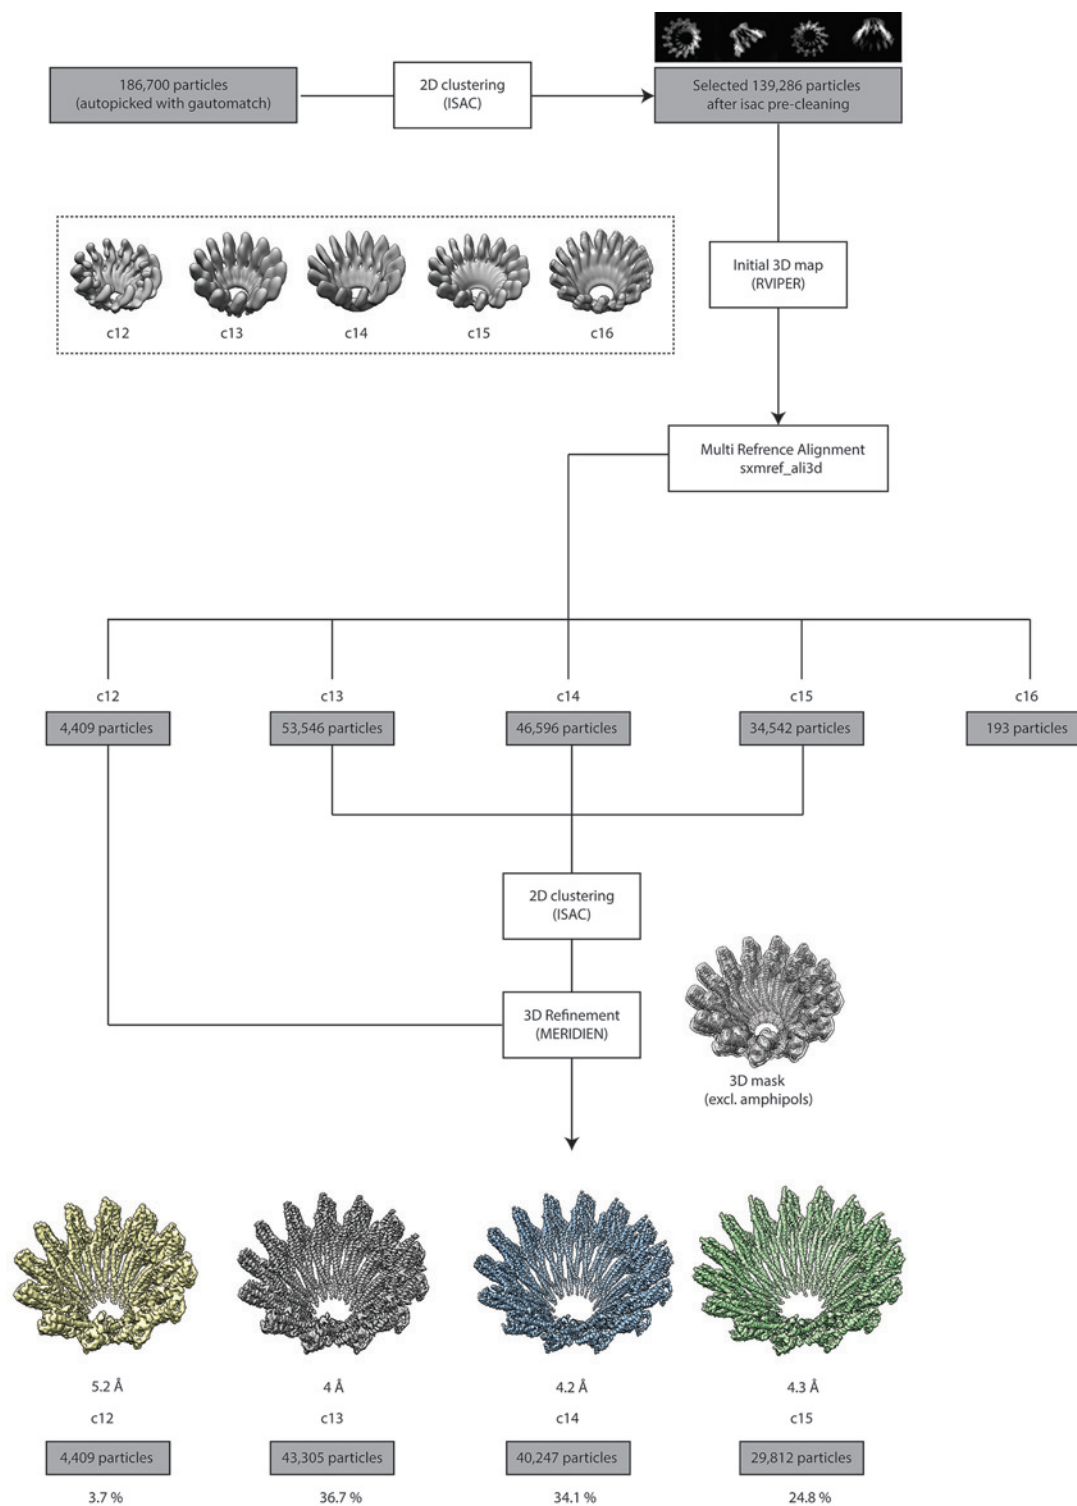 186,700 particles
(autopicked with gautomatch)
2D clustering
(ISAC)
Selected 139,286 particles
after isac pre-cleaning
c12
c13
c14
c15
c16
Initial 3D map
(RVIPER)
Multi Refrence Alignment
sxmref_ali3d
c12
c13
c14
c15
c16
4,409 particles
53,546 particles
46,596 particles
34,542 particles
193 particles
2D clustering
(ISAC)
3D Refinement
(MERIDIEN)
3D mask
(excl. amphipols)
5.2 Å
4 Å
4.2 Å
4.3 Å
c12
c13
c14
c15
4,409 particles
43,305 particles
40,247 particles
29,812 particles
3.7 %
36.7 %
34.1 %
24.8 %